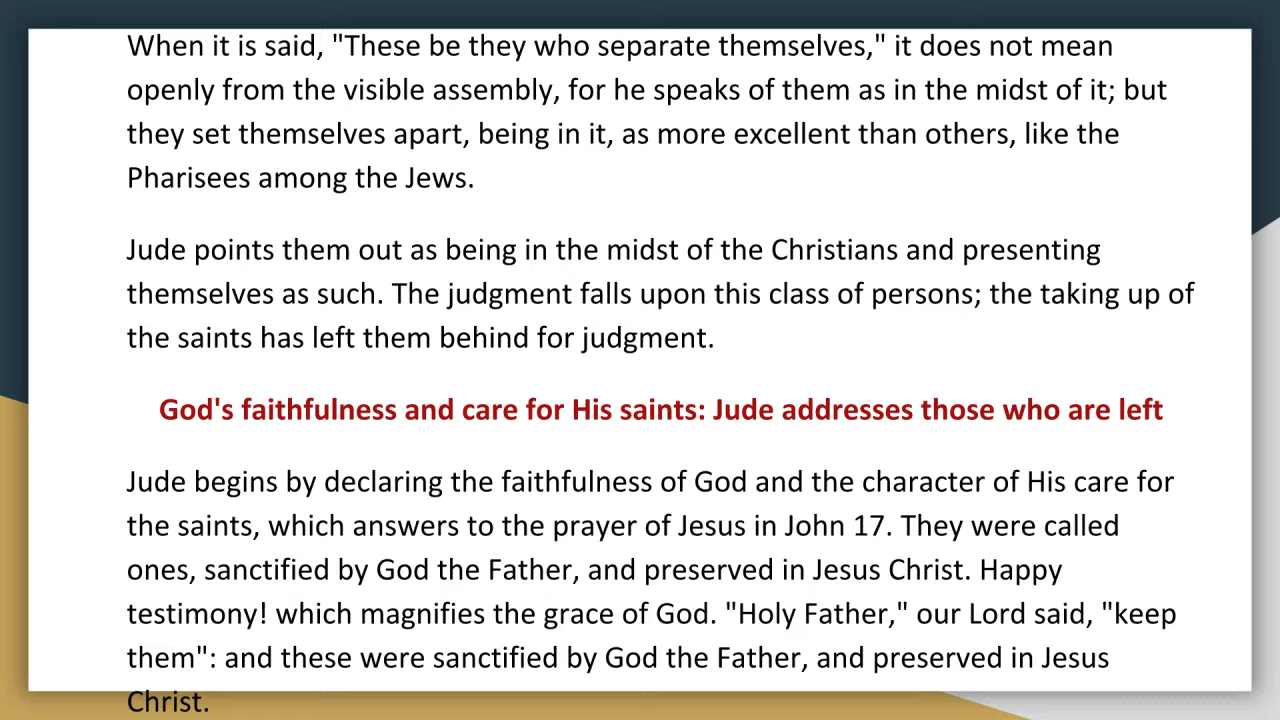 When it is said, "These be they who separate themselves," it does not mean
openly from the visible assembly, for he speaks of them as in the midst of it; but
they set themselves apart, being in it, as more excellent than others, like the
Pharisees among the Jews.
Jude points them out as being in the midst of the Christians and presenting
themselves as such. The judgment falls upon this class of persons; the taking up of
the saints has left them behind for judgment.
God's faithfulness and care for His saints: Jude addresses those who are left
Jude begins by declaring the faithfulness of God and the character of His care for
the saints, which answers to the prayer of Jesus in John 17. They were called
ones, sanctified by God the Father, and preserved in Jesus Christ. Happy
testimony! which magnifies the grace of God. "Holy Father," our Lord said, "keep
them": and these were sanctified by God the Father, and preserved in Jesus
Christ.